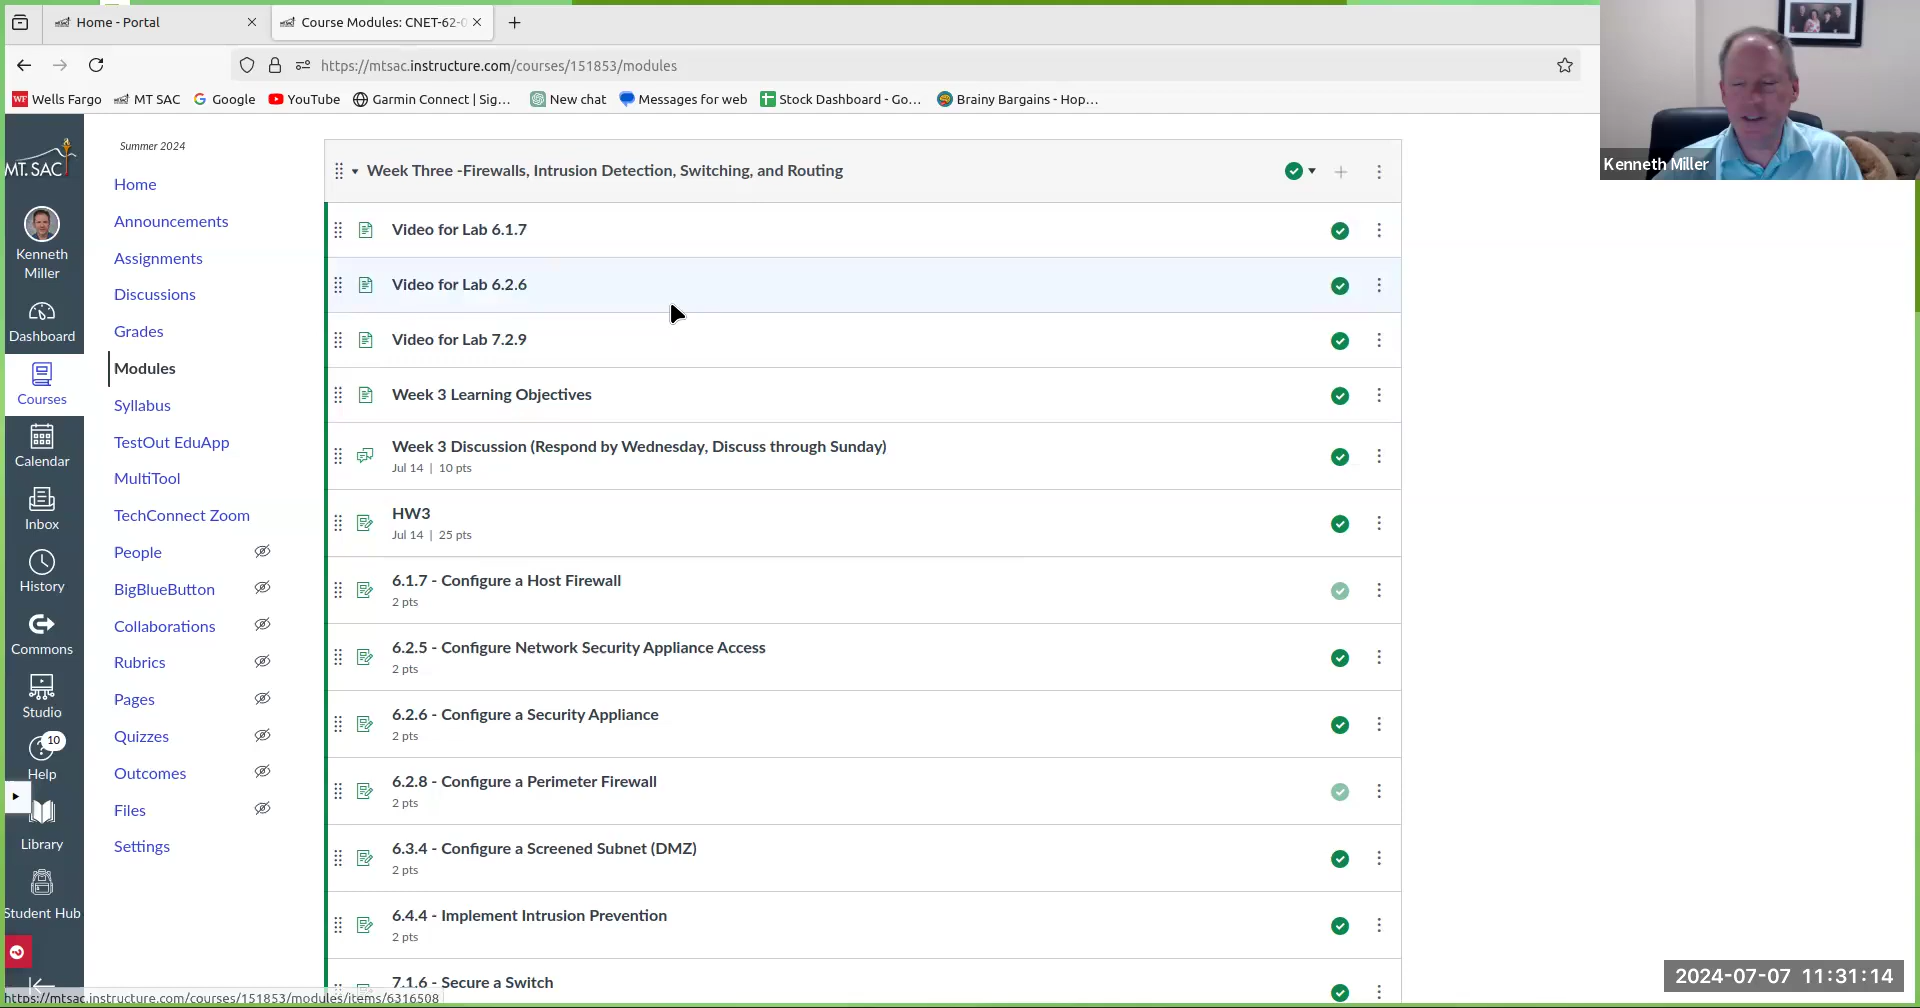 Home - Portal
Course Modules: CNET-62-0
https://mtsac.instructure.com/courses/151853/modules
WF Wells Fargo
MT SAC
Google
YouTube
Garmin Connect | Sig…
New chat
Messages for web
Stock Dashboard - Go…
Brainy Bargains - Hop…
Kenneth Miller
MT. SAC
Kenneth
Miller
Dashboard
Courses
Calendar
Inbox
History
Commons
Studio
10
Help
Library
Student Hub
Summer 2024
Home
Announcements
Assignments
Discussions
Grades
Modules
Syllabus
TestOut EduApp
MultiTool
TechConnect Zoom
People
BigBlueButton
Collaborations
Rubrics
Pages
Quizzes
Outcomes
Files
Settings
Week Three -Firewalls, Intrusion Detection, Switching, and Routing
Video for Lab 6.1.7
Video for Lab 6.2.6
Video for Lab 7.2.9
Week 3 Learning Objectives
Week 3 Discussion (Respond by Wednesday, Discuss through Sunday)
Jul 14 | 10 pts
HW3
Jul 14 | 25 pts
6.1.7 - Configure a Host Firewall
2 pts
6.2.5 - Configure Network Security Appliance Access
2 pts
6.2.6 - Configure a Security Appliance
2 pts
6.2.8 - Configure a Perimeter Firewall
2 pts
6.3.4 - Configure a Screened Subnet (DMZ)
2 pts
6.4.4 - Implement Intrusion Prevention
2 pts
7.1.6 - Secure a Switch
https://mtsac.instructure.com/courses/151853/modules/items/6316508
2024-07-07 11:31:14